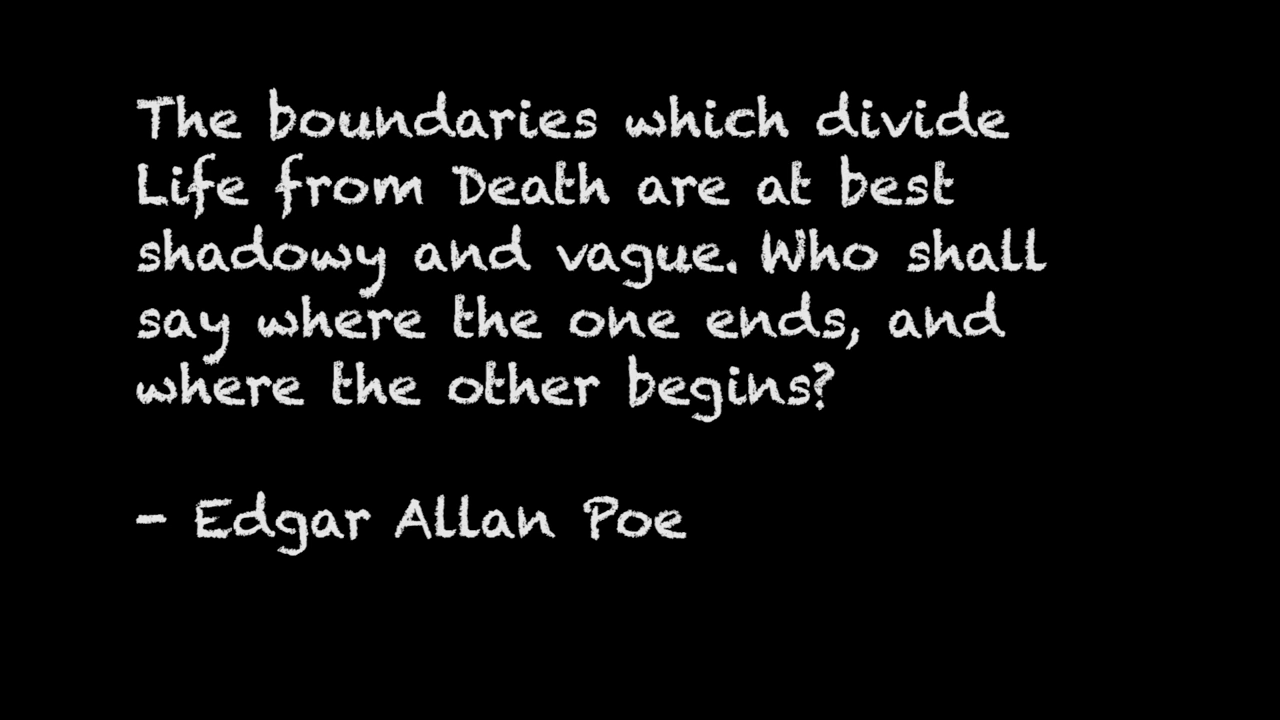 The boundaries which divide
Life from Death are at best
shadowy and vague. Who shall
say where the one ends, and
where the other begins?
- Edgar Allan Poe